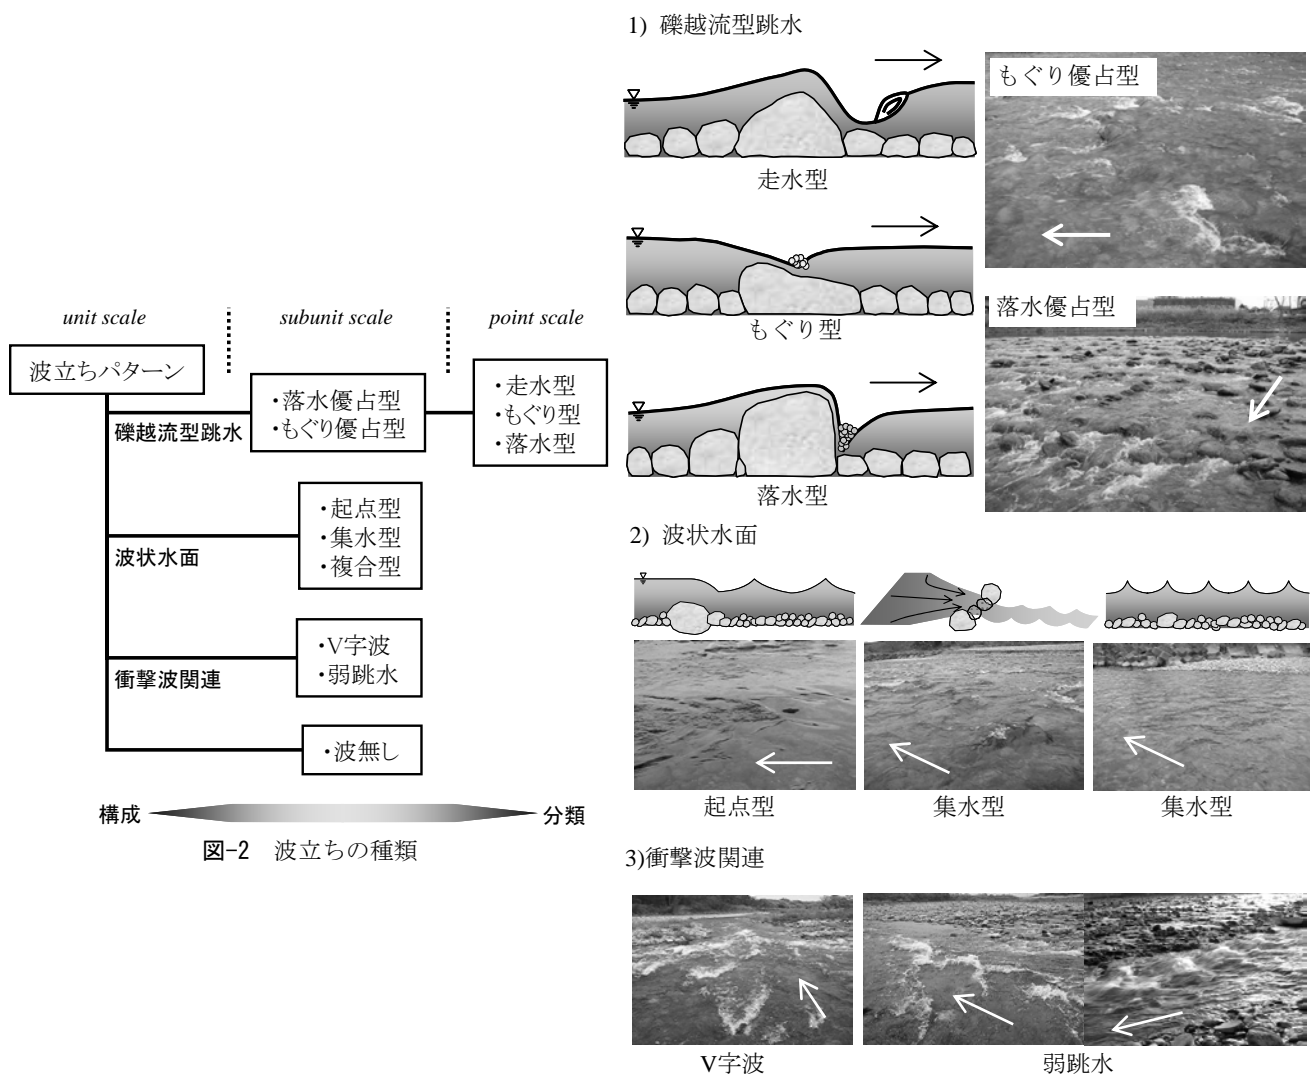 unit scale
subunit scale
point scale
波立ちパターン
・落水優占型
・もぐり優占型
・走水型
・もぐり型
・落水型
礫越流型跳水
・起点型
・集水型
・複合型
波状水面
・V字波
・弱跳水
衝撃波関連
・波無し
構成
分類
図-2 波立ちの種類
1) 礫越流型跳水
走水型
もぐり優占型
もぐり型
落水優占型
落水型
2) 波状水面
起点型
集水型
集水型
3)衝撃波関連
V字波
弱跳水